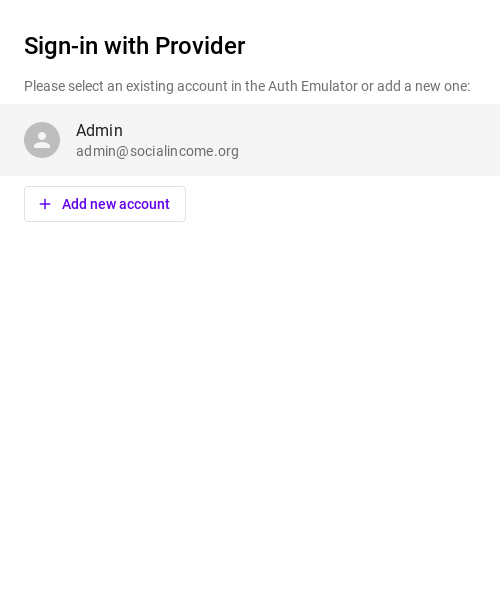 Sign-in with Provider
Please select an existing account in the Auth Emulator or add a new one:
Admin
admin@socialincome.org
Add new account